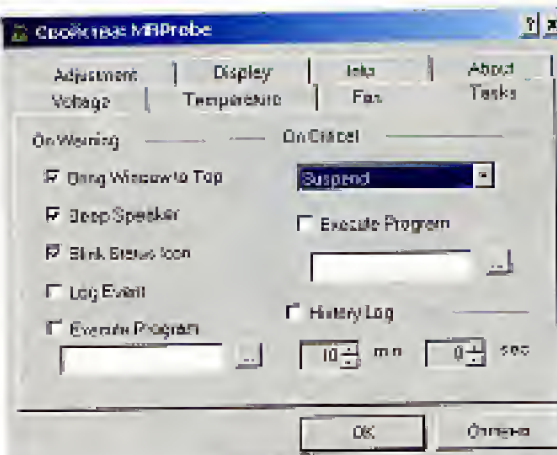 Свойства: MBProbe
Adjustment Display Info About
Voltage Temperature Fan Tasks
On Warning
Bring Window to Top
Beep Speaker
Blink Status Icon
Log Event
Execute Program
...
On Critical
Suspend
Execute Program
...
History Log
10 min 0 sec
OK Отмена